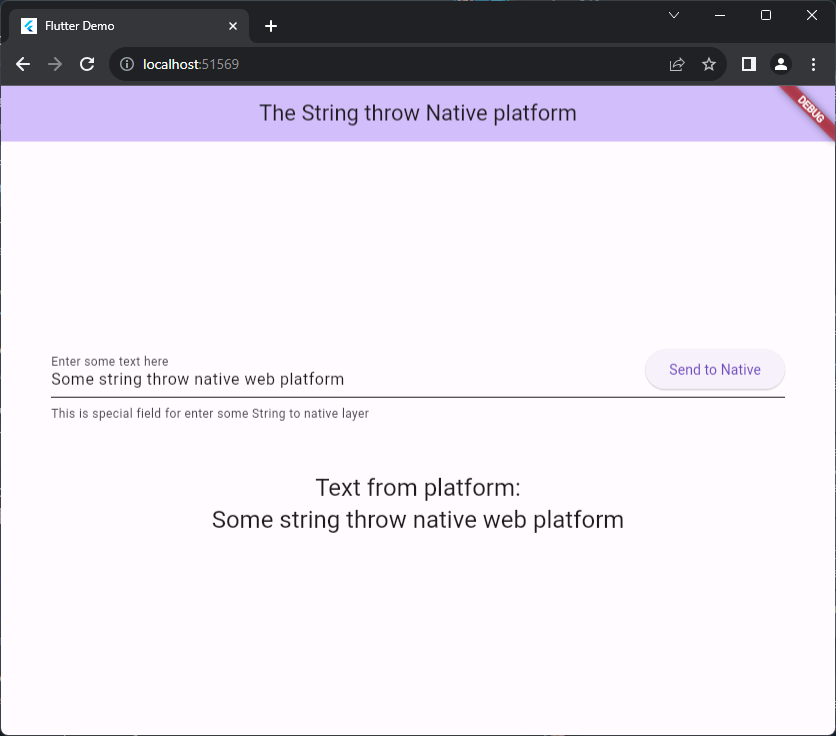 Flutter Demo
localhost:51569
The String throw Native platform
DEBUG
Enter some text here
Some string throw native web platform
Send to Native
This is special field for enter some String to native layer
Text from platform:
Some string throw native web platform